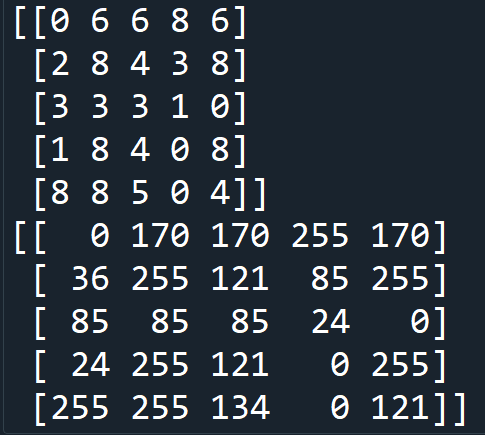 [[0 6 6 8 6]
 [2 8 4 3 8]
 [3 3 3 1 0]
 [1 8 4 0 8]
 [8 8 5 0 4]]
[[  0 170 170 255 170]
 [ 36 255 121  85 255]
 [ 85  85  85  24   0]
 [ 24 255 121   0 255]
 [255 255 134   0 121]]